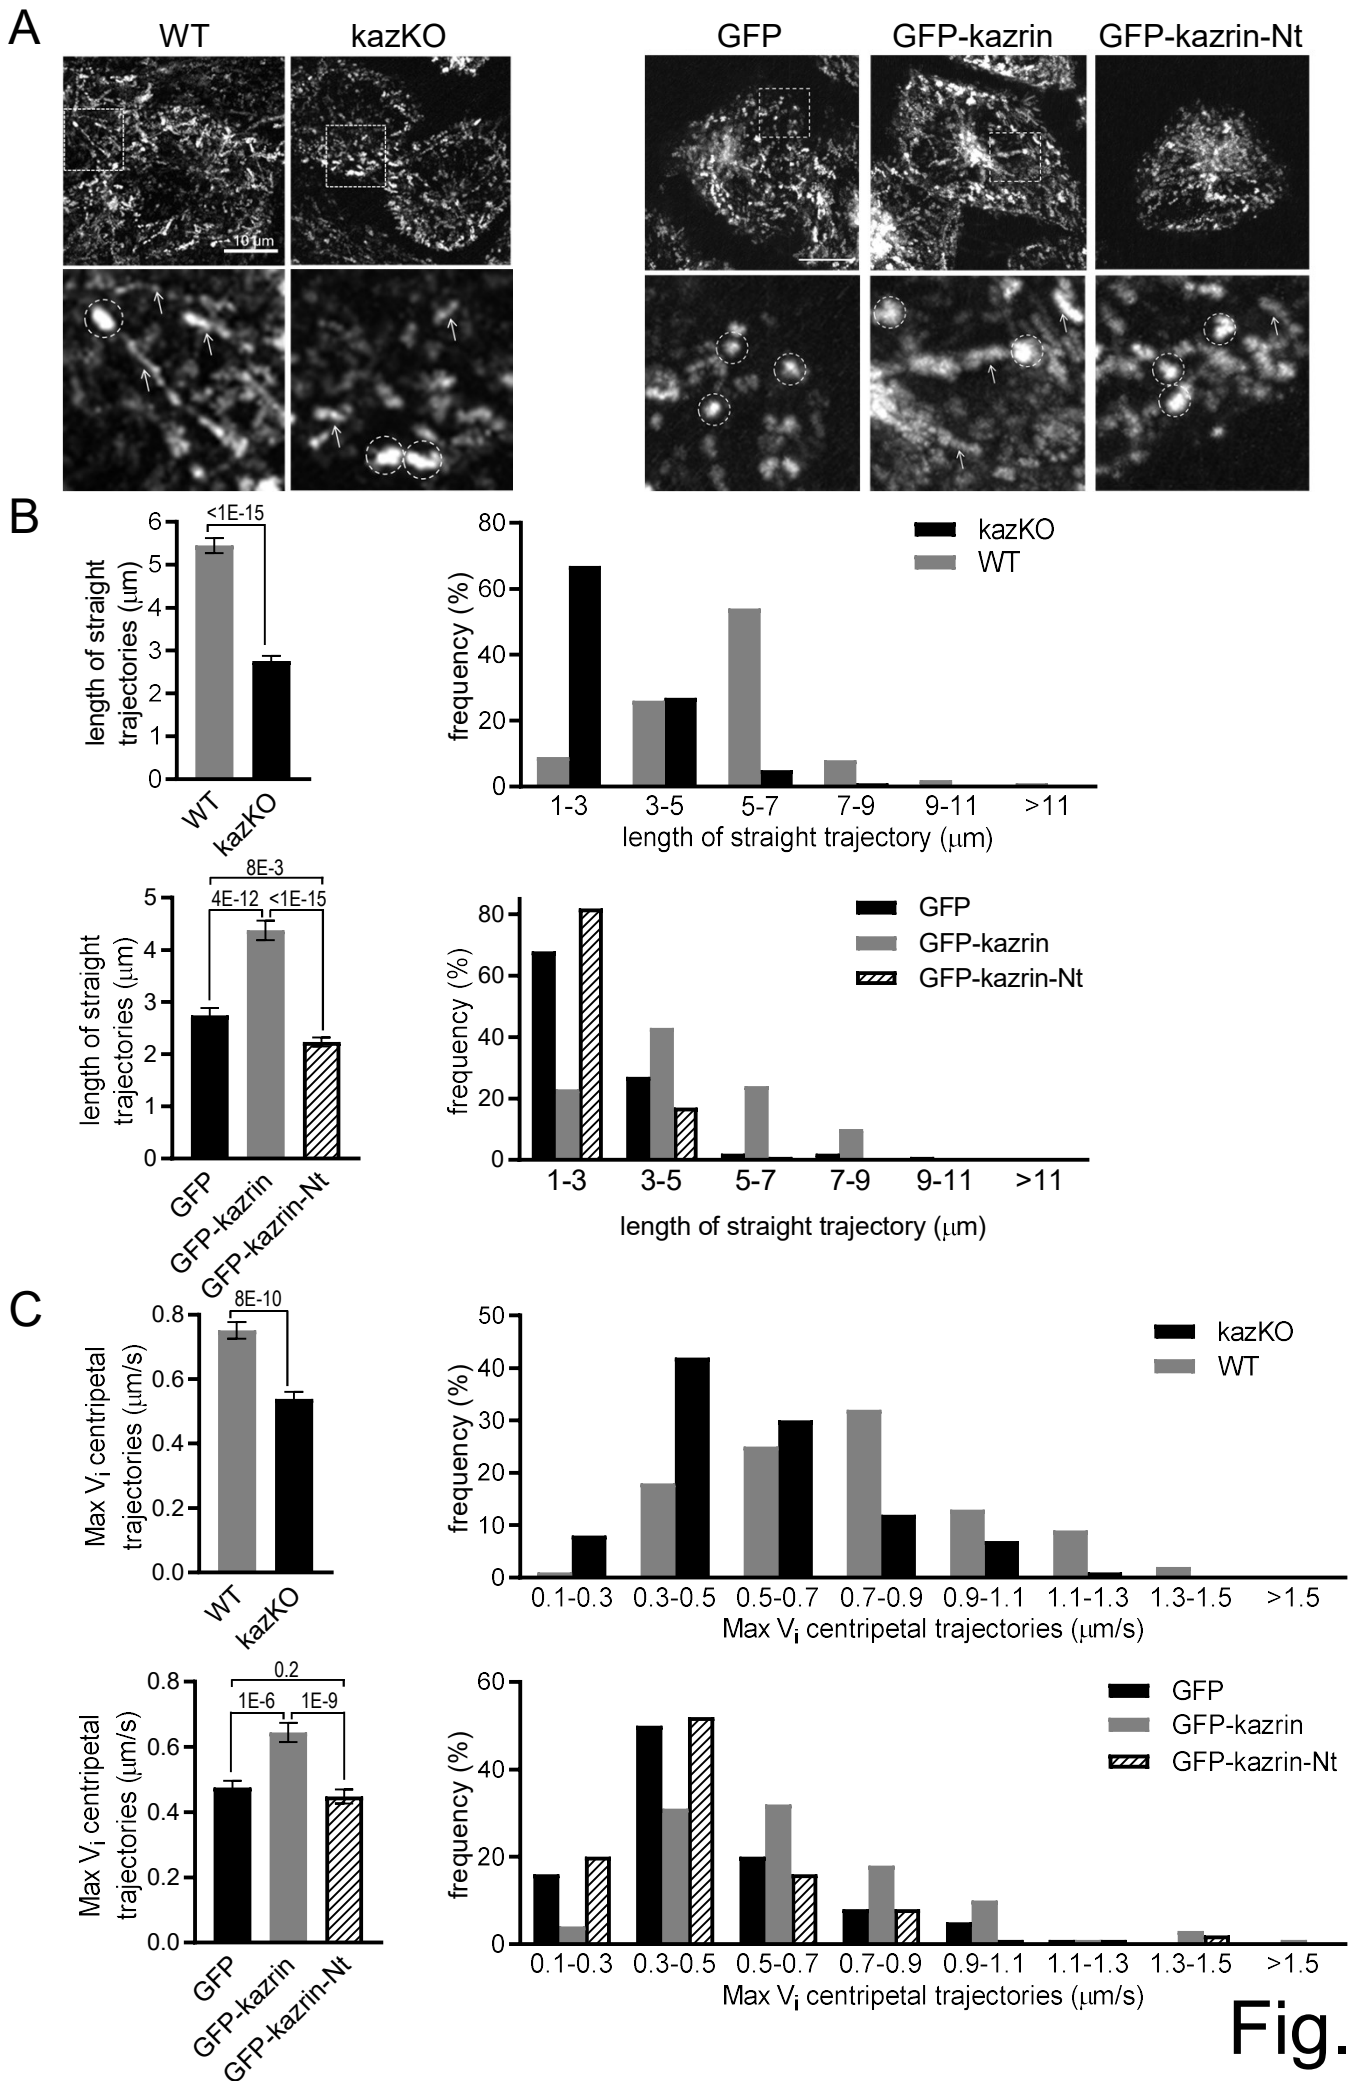 A
WT
kazKO
GFP
GFP-kazrin
GFP-kazrin-Nt
10 µm
B
<1E-15
6
5
4
3
2
1
0
length of straight
trajectories (µm)
WT
kazKO
80
60
40
20
0
frequency (%)
kazKO
WT
1-3
3-5
5-7
7-9
9-11
>11
length of straight trajectory (µm)
8E-3
4E-12
<1E-15
5
4
3
2
1
0
length of straight
trajectories (µm)
GFP
GFP-kazrin
GFP-kazrin-Nt
80
60
40
20
0
frequency (%)
GFP
GFP-kazrin
GFP-kazrin-Nt
1-3
3-5
5-7
7-9
9-11
>11
length of straight trajectory (µm)
C
8E-10
0.8
0.6
0.4
0.2
0.0
Max Vi centripetal
trajectories (µm/s)
WT
kazKO
50
40
30
20
10
0
frequency (%)
kazKO
WT
0.1-0.3
0.3-0.5
0.5-0.7
0.7-0.9
0.9-1.1
1.1-1.3
1.3-1.5
>1.5
Max Vi centripetal trajectories (µm/s)
0.2
1E-6
1E-9
0.8
0.6
0.4
0.2
0.0
Max Vi centripetal
trajectories (µm/s)
GFP
GFP-kazrin
GFP-kazrin-Nt
60
40
20
0
frequency (%)
GFP
GFP-kazrin
GFP-kazrin-Nt
0.1-0.3
0.3-0.5
0.5-0.7
0.7-0.9
0.9-1.1
1.1-1.3
1.3-1.5
>1.5
Max Vi centripetal trajectories (µm/s)
Fig.